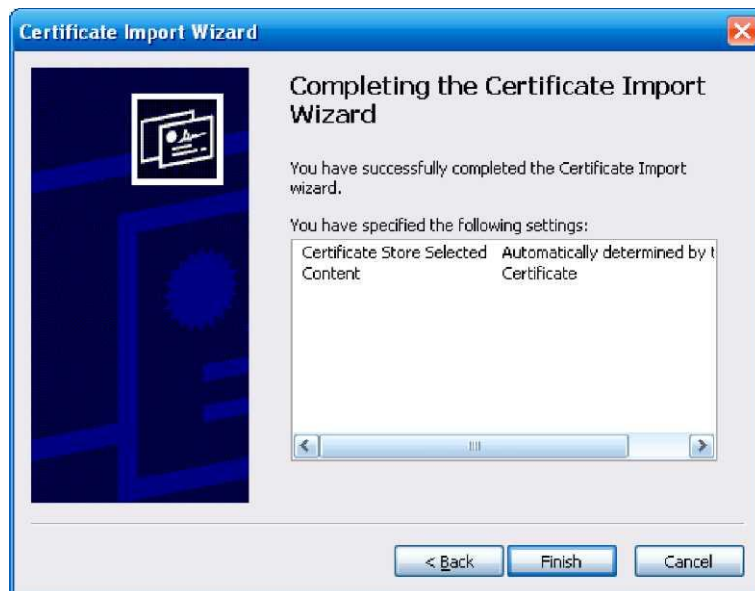 Certificate Import Wizard
Completing the Certificate Import
Wizard
You have successfully completed the Certificate Import
wizard.
You have specified the following settings:
Certificate Store Selected Automatically determined by t
Content Certificate
< Back Finish Cancel